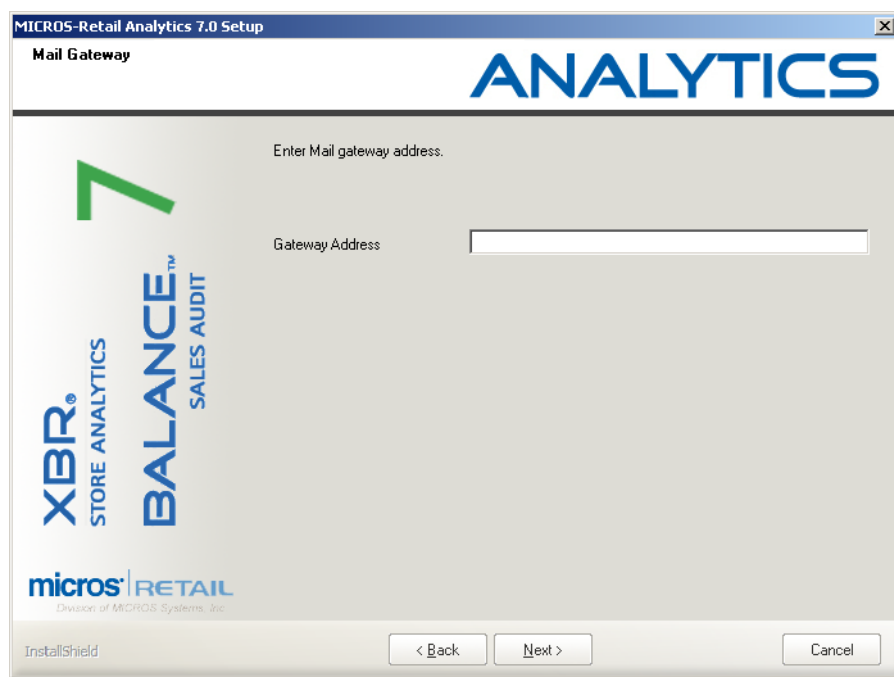 MICROS-Retail Analytics 7.0 Setup
Mail Gateway
ANALYTICS
Enter Mail gateway address.
Gateway Address
7
XBR®
STORE ANALYTICS
BALANCE™
SALES AUDIT
micros® RETAIL
Division of MICROS Systems, Inc
InstallShield
< Back
Next >
Cancel